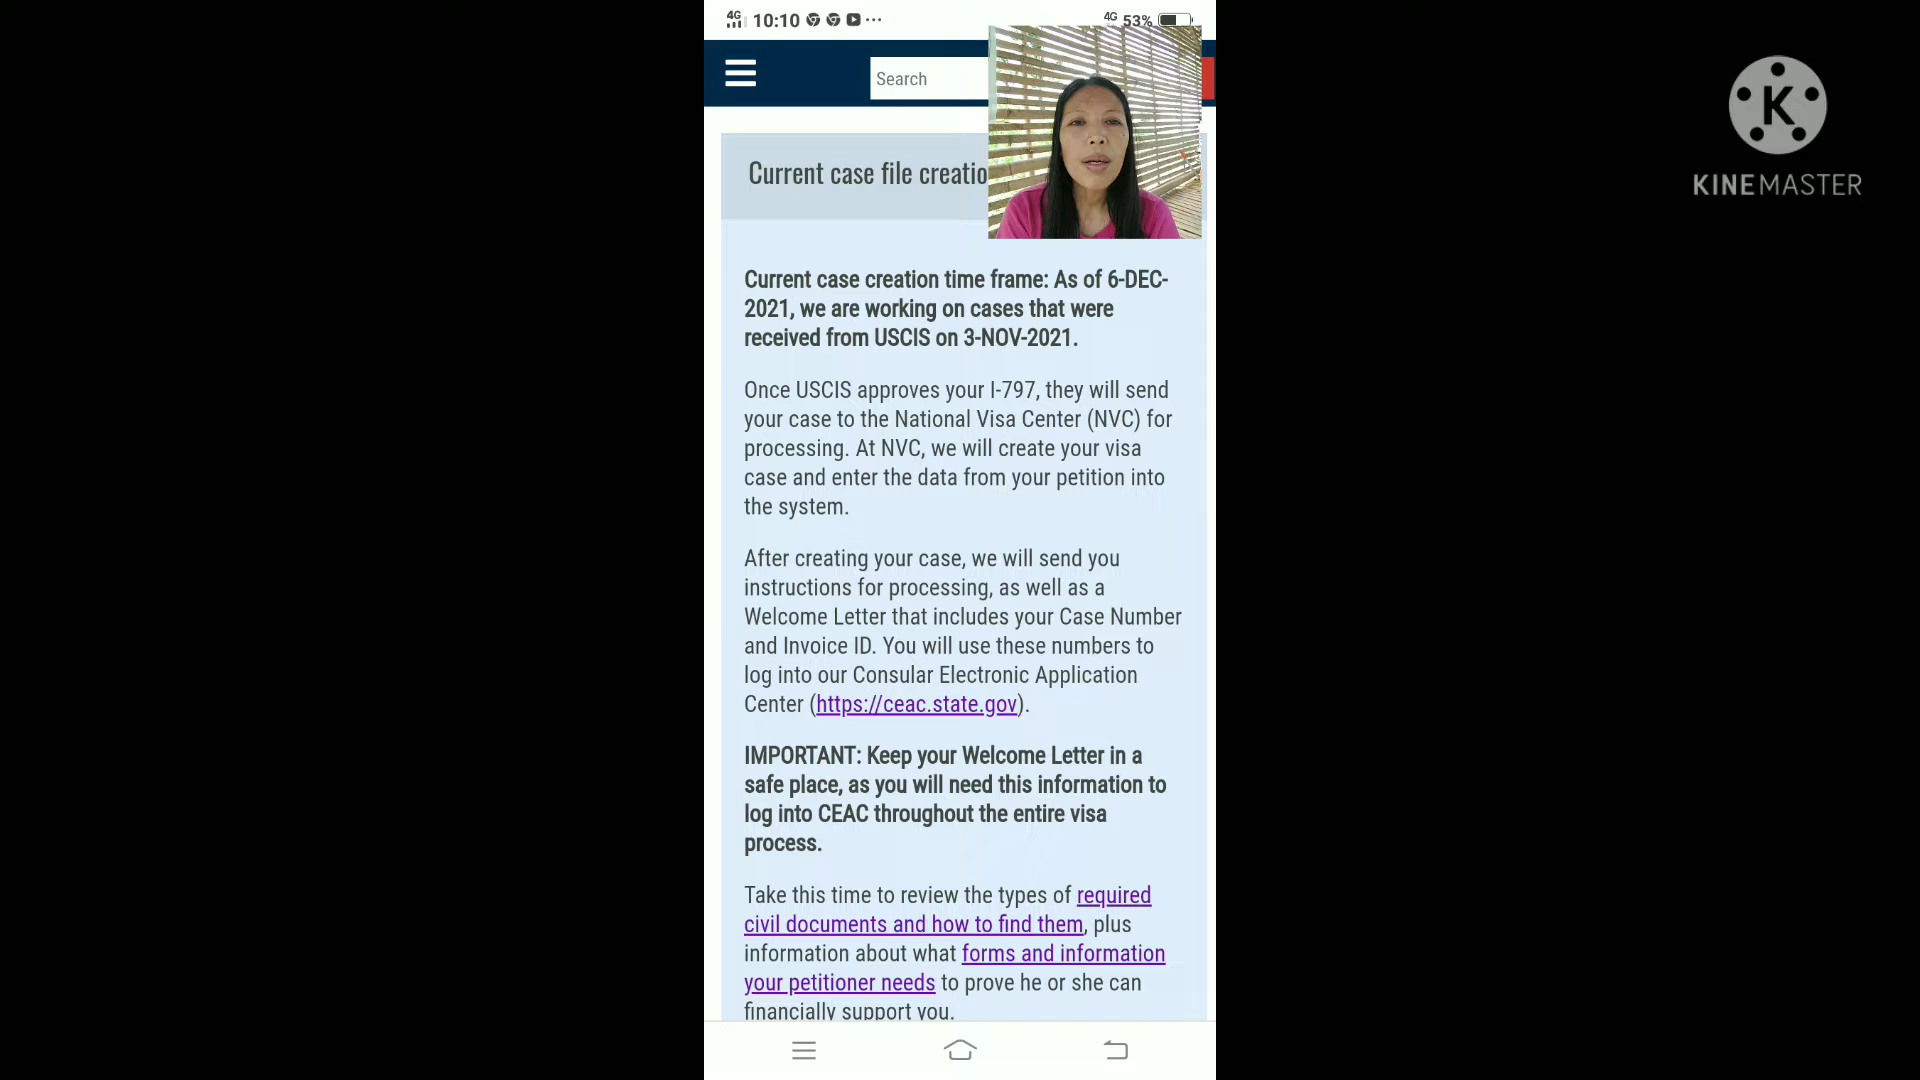 4G 10:10
4G 53%
Search
Current case file creatio
Current case creation time frame: As of 6-DEC-
2021, we are working on cases that were
received from USCIS on 3-NOV-2021.
Once USCIS approves your I-797, they will send
your case to the National Visa Center (NVC) for
processing. At NVC, we will create your visa
case and enter the data from your petition into
the system.
After creating your case, we will send you
instructions for processing, as well as a
Welcome Letter that includes your Case Number
and Invoice ID. You will use these numbers to
log into our Consular Electronic Application
Center (https://ceac.state.gov).
IMPORTANT: Keep your Welcome Letter in a
safe place, as you will need this information to
log into CEAC throughout the entire visa
process.
Take this time to review the types of required
civil documents and how to find them, plus
information about what forms and information
your petitioner needs to prove he or she can
financially support you.
K
KINEMASTER